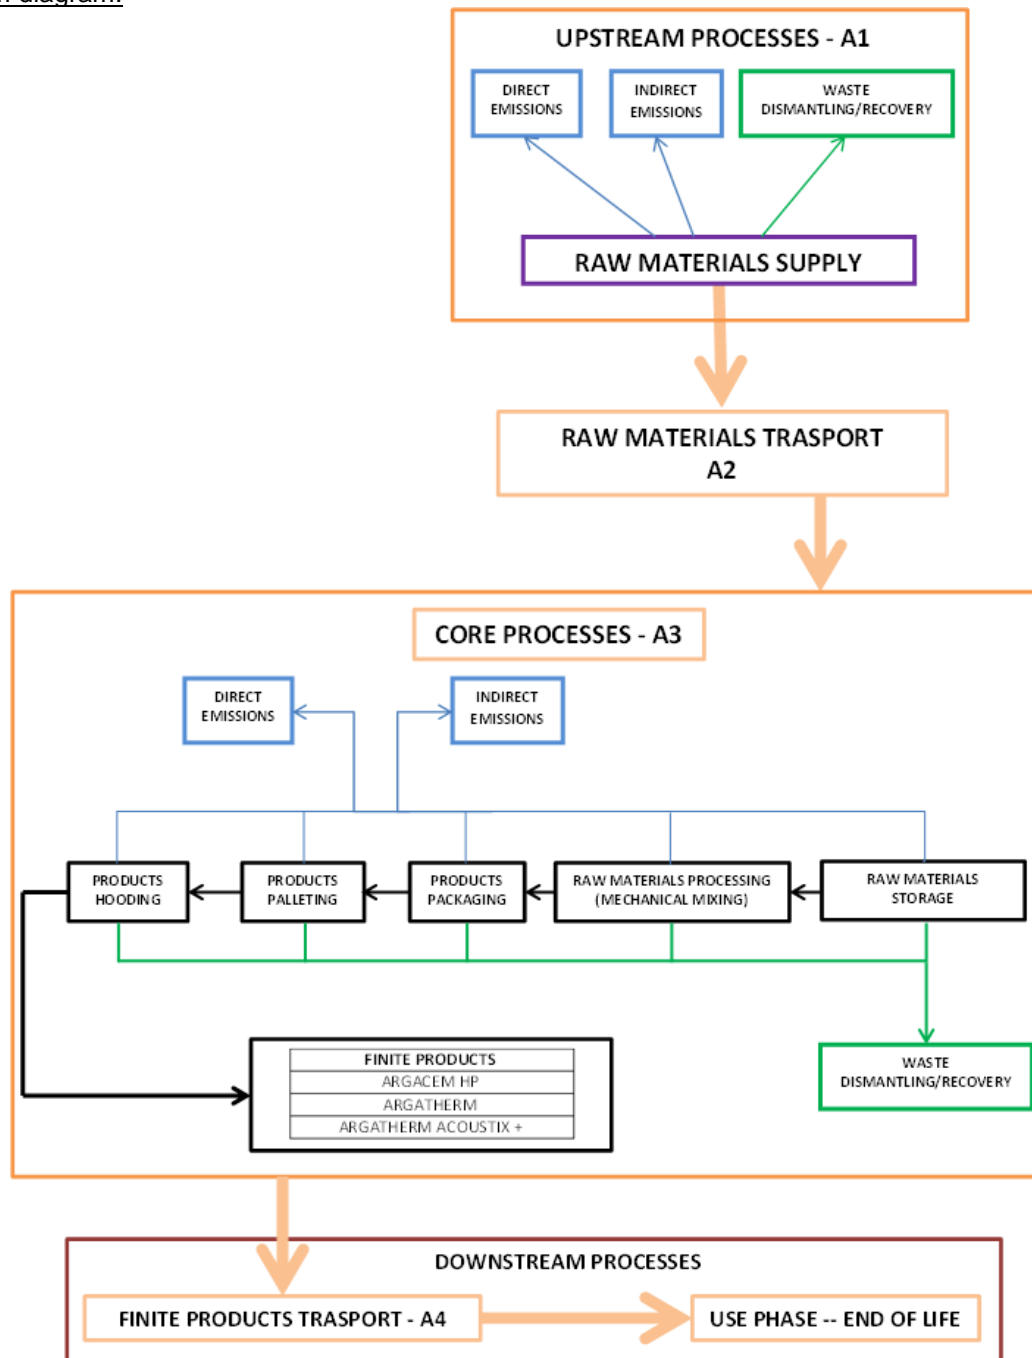 n diagram:
UPSTREAM PROCESSES - A1
DIRECT
EMISSIONS
INDIRECT
EMISSIONS
WASTE
DISMANTLING/RECOVERY
RAW MATERIALS SUPPLY
RAW MATERIALS TRASPORT
A2
CORE PROCESSES - A3
DIRECT
EMISSIONS
INDIRECT
EMISSIONS
PRODUCTS
HOODING
PRODUCTS
PALLETING
PRODUCTS
PACKAGING
RAW MATERIALS PROCESSING
(MECHANICAL MIXING)
RAW MATERIALS
STORAGE
FINITE PRODUCTS
ARGACEM HP
ARGATHERM
ARGATHERM ACOUSTIX +
WASTE
DISMANTLING/RECOVERY
DOWNSTREAM PROCESSES
FINITE PRODUCTS TRASPORT - A4
USE PHASE -- END OF LIFE